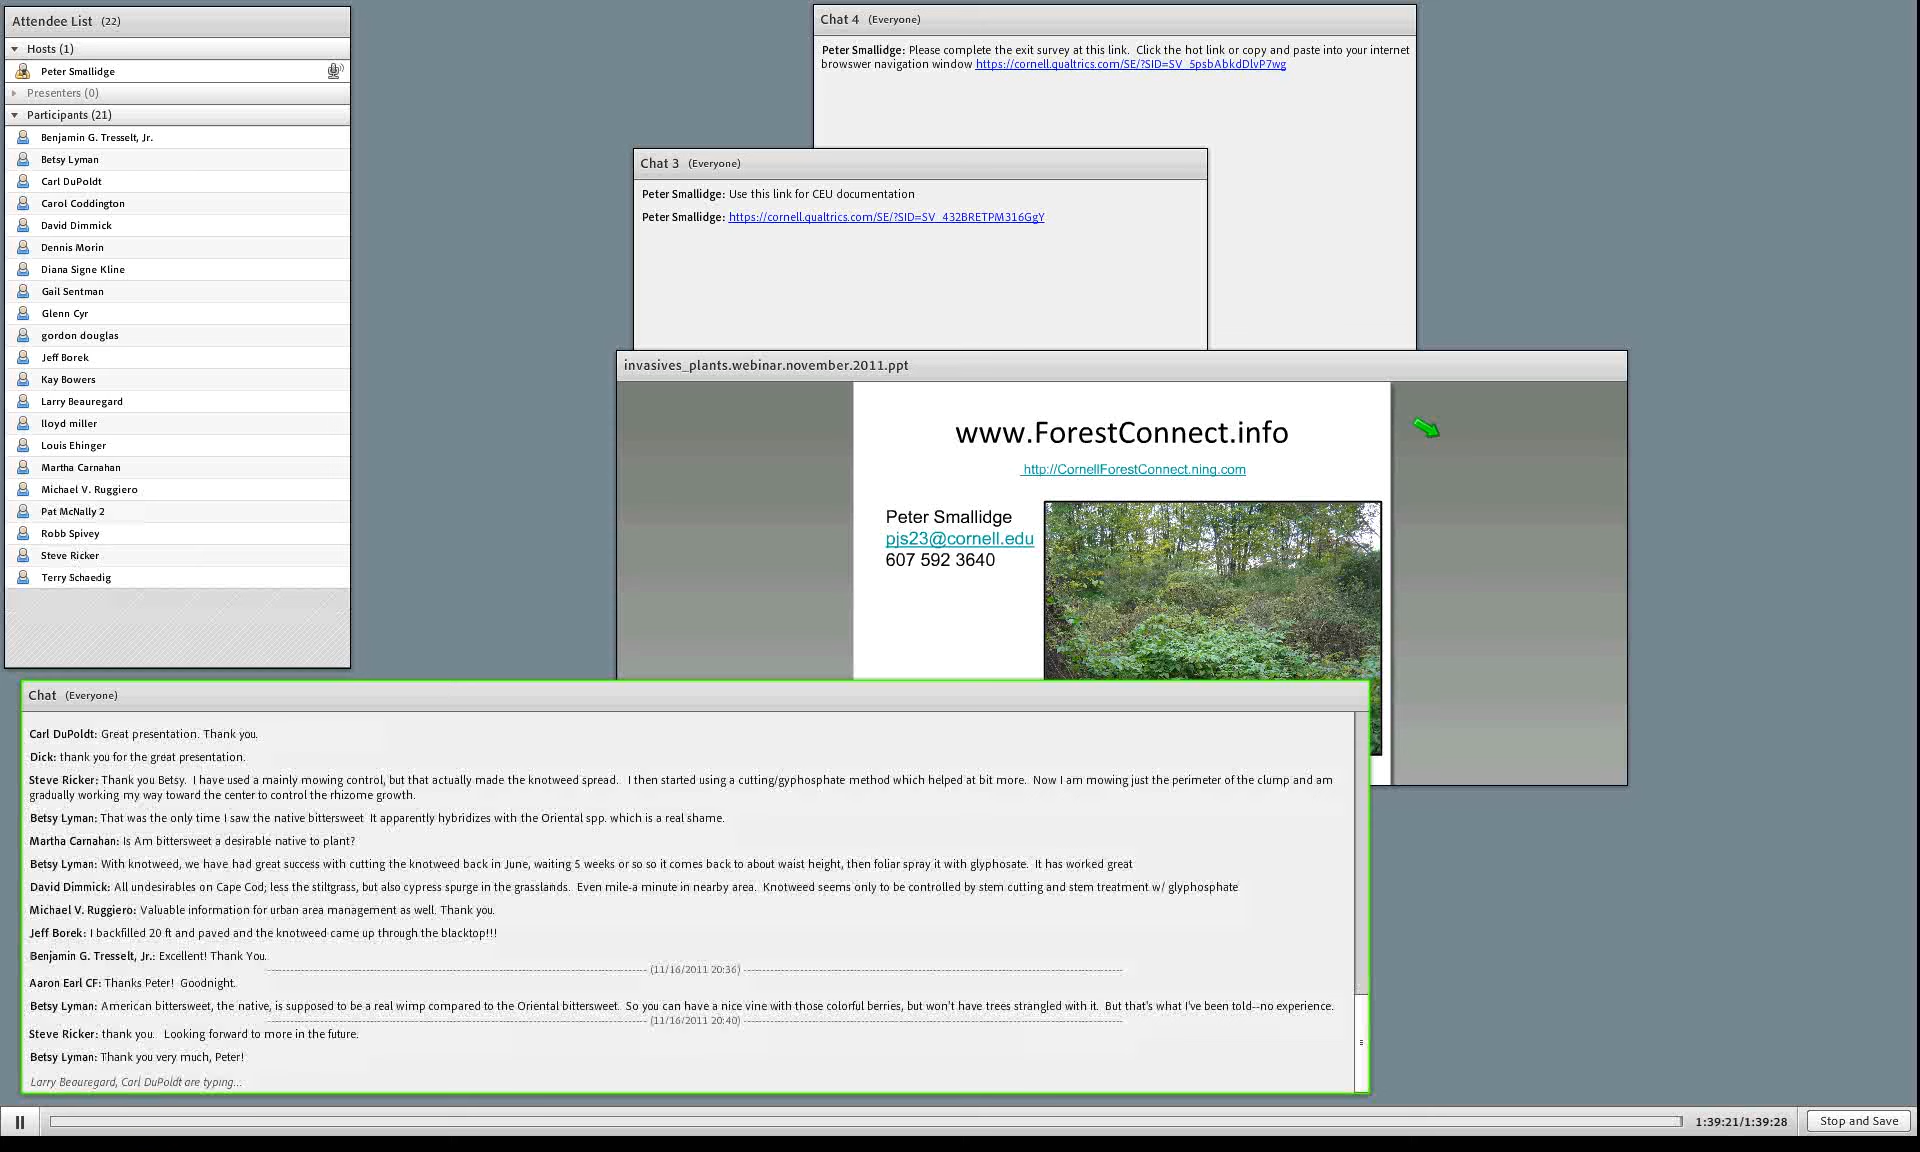 Attendee List (22)
Hosts (1)
Peter Smallidge
Presenters (0)
Participants (21)
Benjamin G. Tresselt, Jr.
Betsy Lyman
Carl DuPoldt
Carol Coddington
David Dimmick
Dennis Morin
Diana Signe Kline
Gail Sentman
Glenn Cyr
gordon douglas
Jeff Borek
Kay Bowers
Larry Beauregard
lloyd miller
Louis Ehinger
Martha Carnahan
Michael V. Ruggiero
Pat McNally 2
Robb Spivey
Steve Ricker
Terry Schaedig
Chat 4 (Everyone)
Peter Smallidge: Please complete the exit survey at this link. Click the hot link or copy and paste into your internet
browswer navigation window https://cornell.qualtrics.com/SE/?SID=SV_5psbAbkdDlvP7wg
Chat 3 (Everyone)
Peter Smallidge: Use this link for CEU documentation
Peter Smallidge: https://cornell.qualtrics.com/SE/?SID=SV_432BRETPM316GgY
invasives_plants.webinar.november.2011.ppt
www.ForestConnect.info
http://CornellForestConnect.ning.com
Peter Smallidge
pjs23@cornell.edu
607 592 3640
Chat (Everyone)
Carl DuPoldt: Great presentation. Thank you.
Dick: thank you for the great presentation.
Steve Ricker: Thank you Betsy. I have used a mainly mowing control, but that actually made the knotweed spread. I then started using a cutting/gyphosphate method which helped at bit more. Now I am mowing just the perimeter of the clump and am
gradually working my way toward the center to control the rhizome growth.
Betsy Lyman: That was the only time I saw the native bittersweet It apparently hybridizes with the Oriental spp. which is a real shame.
Martha Carnahan: Is Am bittersweet a desirable native to plant?
Betsy Lyman: With knotweed, we have had great success with cutting the knotweed back in June, waiting 5 weeks or so so it comes back to about waist height, then foliar spray it with glyphosate. It has worked great
David Dimmick: All undesirables on Cape Cod; less the stiltgrass, but also cypress spurge in the grasslands. Even mile-a minute in nearby area. Knotweed seems only to be controlled by stem cutting and stem treatment w/ glyphosphate
Michael V. Ruggiero: Valuable information for urban area management as well. Thank you.
Jeff Borek: I backfilled 20 ft and paved and the knotweed came up through the blacktop!!!
Benjamin G. Tresselt, Jr.: Excellent! Thank You.
(11/16/2011 20:36)
Aaron Earl CF: Thanks Peter! Goodnight.
Betsy Lyman: American bittersweet, the native, is supposed to be a real wimp compared to the Oriental bittersweet. So you can have a nice vine with those colorful berries, but won't have trees strangled with it. But that's what I've been told--no experience.
(11/16/2011 20:40)
Steve Ricker: thank you. Looking forward to more in the future.
Betsy Lyman: Thank you very much, Peter!
Larry Beauregard, Carl DuPoldt are typing...
1:39:21/1:39:28
Stop and Save